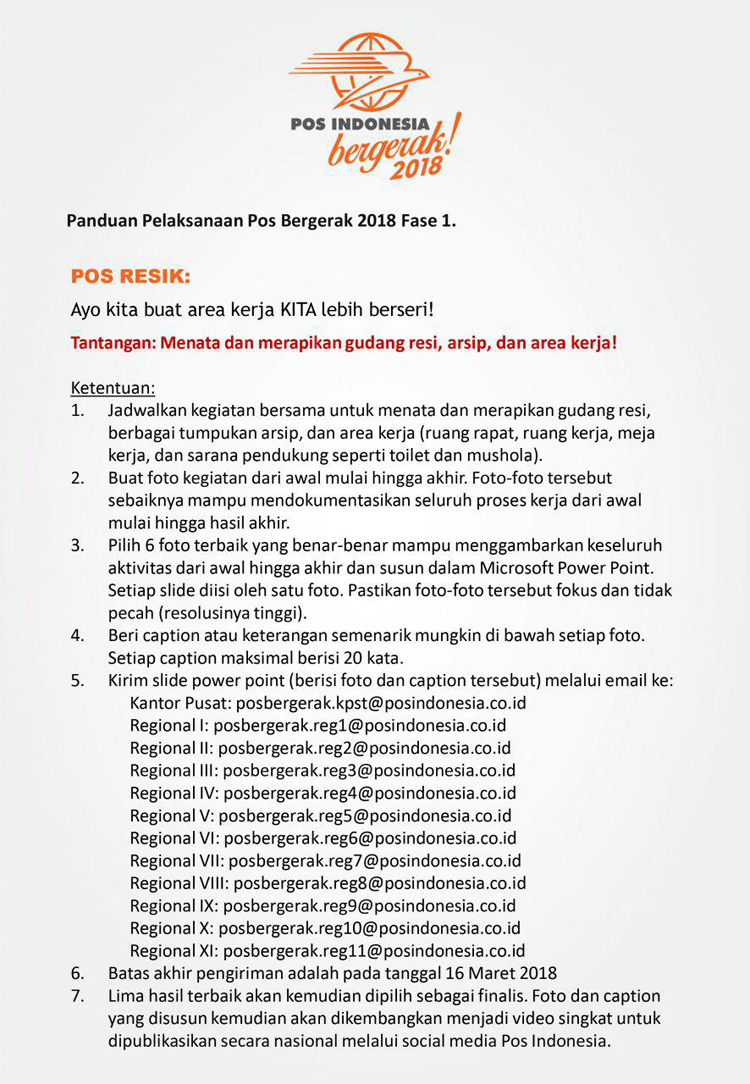 POS INDONESIA
bergerak!
2018
Panduan Pelaksanaan Pos Bergerak 2018 Fase 1.
POS RESIK:
Ayo kita buat area kerja KITA lebih berseri!
Tantangan: Menata dan merapikan gudang resi, arsip, dan area kerja!
Ketentuan:
1. Jadwalkan kegiatan bersama untuk menata dan merapikan gudang resi,
berbagai tumpukan arsip, dan area kerja (ruang rapat, ruang kerja, meja
kerja, dan sarana pendukung seperti toilet dan mushola).
2. Buat foto kegiatan dari awal mulai hingga akhir. Foto-foto tersebut
sebaiknya mampu mendokumentasikan seluruh proses kerja dari awal
mulai hingga hasil akhir.
3. Pilih 6 foto terbaik yang benar-benar mampu menggambarkan keseluruh
aktivitas dari awal hingga akhir dan susun dalam Microsoft Power Point.
Setiap slide diisi oleh satu foto. Pastikan foto-foto tersebut fokus dan tidak
pecah (resolusinya tinggi).
4. Beri caption atau keterangan semenarik mungkin di bawah setiap foto.
Setiap caption maksimal berisi 20 kata.
5. Kirim slide power point (berisi foto dan caption tersebut) melalui email ke:
Kantor Pusat: posbergerak.kpst@posindonesia.co.id
Regional I: posbergerak.reg1@posindonesia.co.id
Regional II: posbergerak.reg2@posindonesia.co.id
Regional III: posbergerak.reg3@posindonesia.co.id
Regional IV: posbergerak.reg4@posindonesia.co.id
Regional V: posbergerak.reg5@posindonesia.co.id
Regional VI: posbergerak.reg6@posindonesia.co.id
Regional VII: posbergerak.reg7@posindonesia.co.id
Regional VIII: posbergerak.reg8@posindonesia.co.id
Regional IX: posbergerak.reg9@posindonesia.co.id
Regional X: posbergerak.reg10@posindonesia.co.id
Regional XI: posbergerak.reg11@posindonesia.co.id
6. Batas akhir pengiriman adalah pada tanggal 16 Maret 2018
7. Lima hasil terbaik akan kemudian dipilih sebagai finalis. Foto dan caption
yang disusun kemudian akan dikembangkan menjadi video singkat untuk
dipublikasikan secara nasional melalui social media Pos Indonesia.